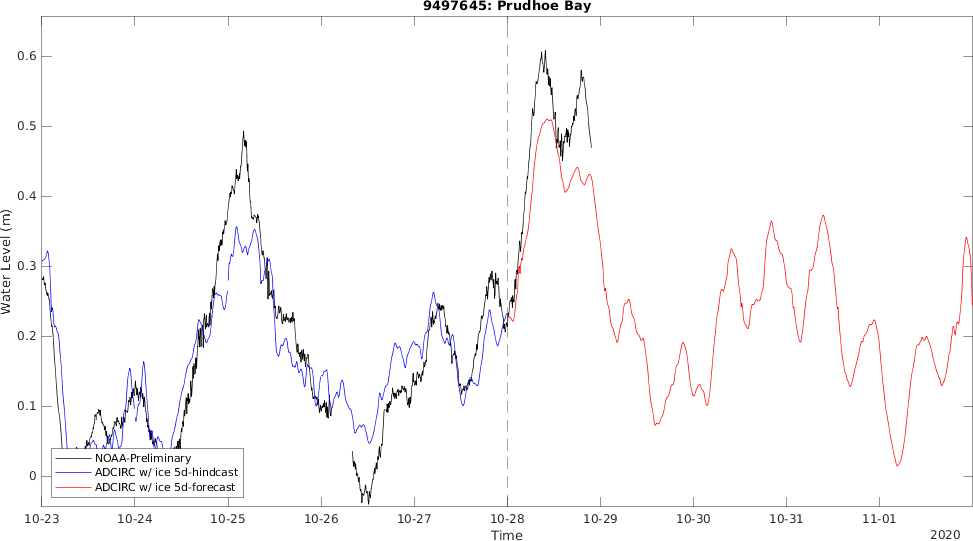 9497645: Prudhoe Bay
Water Level (m)
0.6
0.5
0.4
0.3
0.2
0.1
0
NOAA-Preliminary
ADCIRC w/ ice 5d-hindcast
ADCIRC w/ ice 5d-forecast
10-23 10-24 10-25 10-26 10-27 10-28 10-29 10-30 10-31 11-01
Time
2020